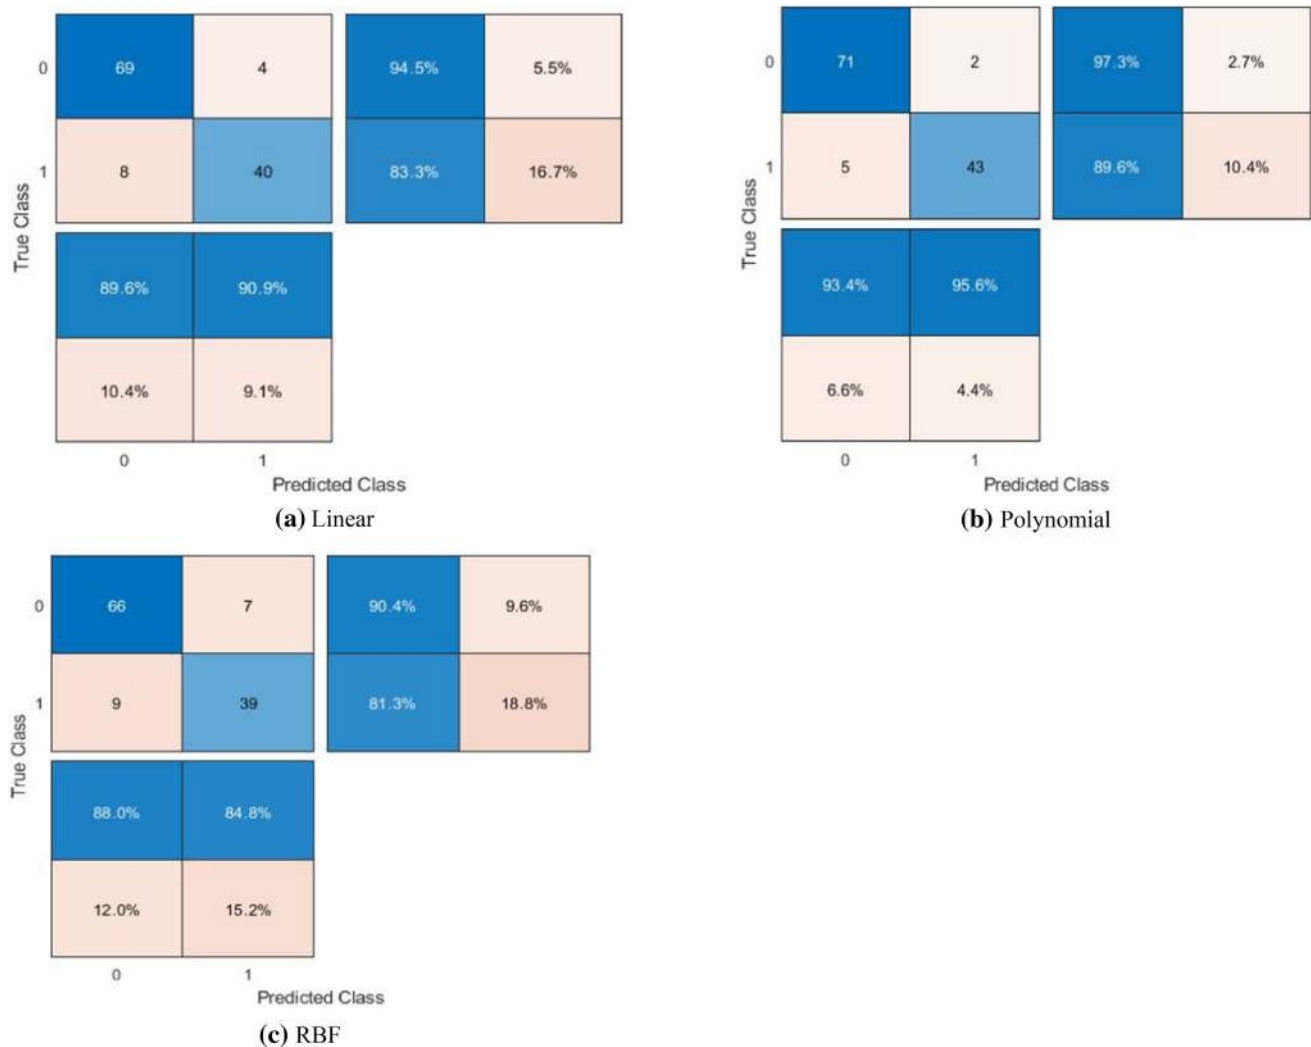 0 69 4 94.5% 5.5%
1 8 40 83.3% 16.7%
True Class
89.6% 90.9%
10.4% 9.1%
0 1
Predicted Class
(a) Linear
0 71 2 97.3% 2.7%
1 5 43 89.6% 10.4%
True Class
93.4% 95.6%
6.6% 4.4%
0 1
Predicted Class
(b) Polynomial
0 66 7 90.4% 9.6%
1 9 39 81.3% 18.8%
True Class
88.0% 84.8%
12.0% 15.2%
0 1
Predicted Class
(c) RBF